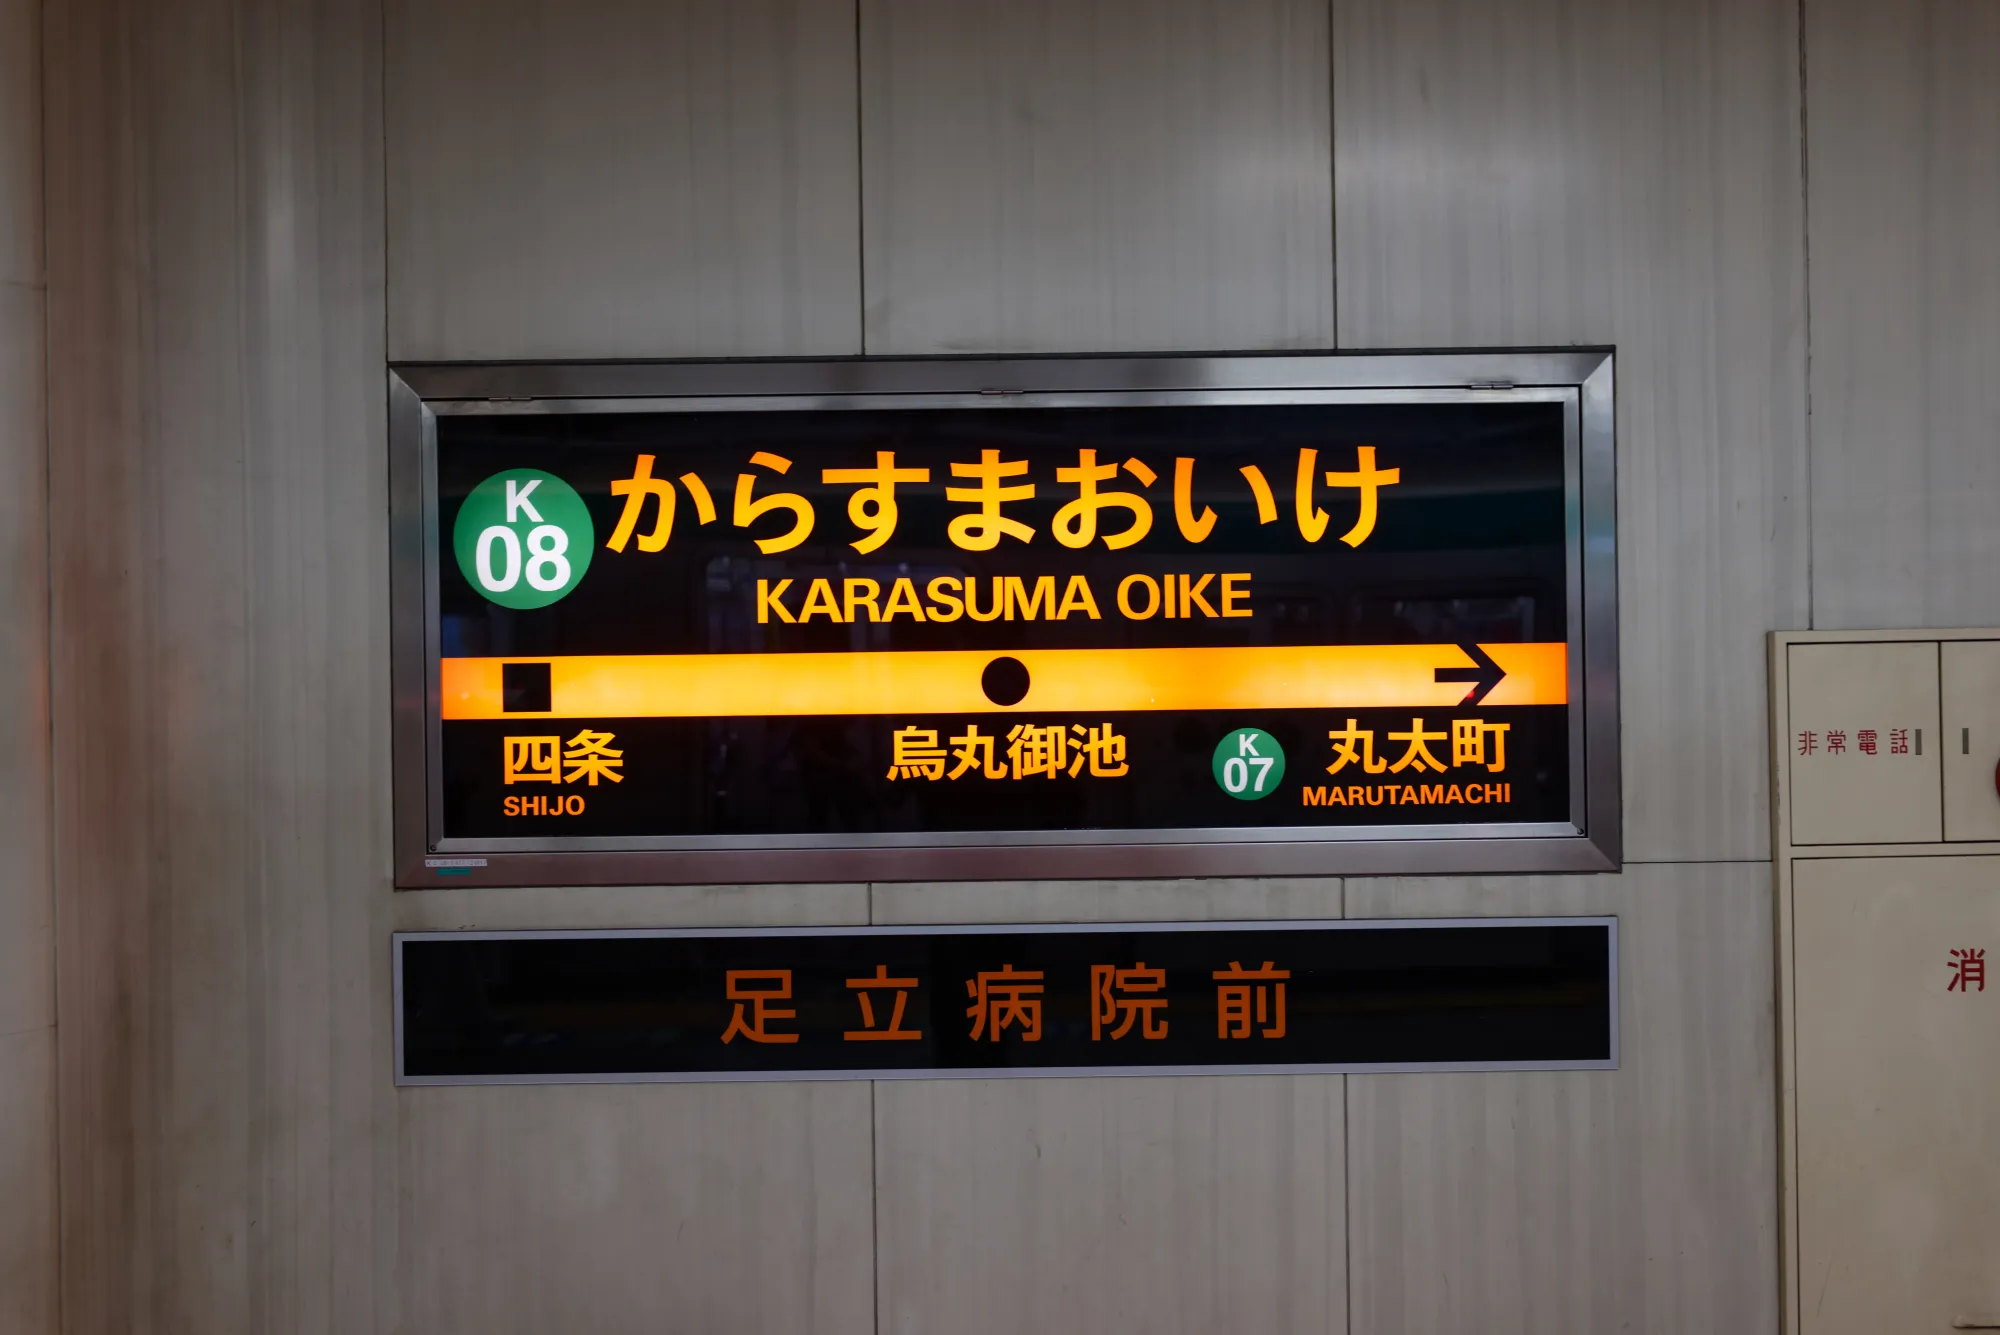 K
08
からすまおいけ
KARASUMA OIKE
四条
SHIJO
烏丸御池
K
07
丸太町
MARUTAMACHI
足立病院前
非常電話
消